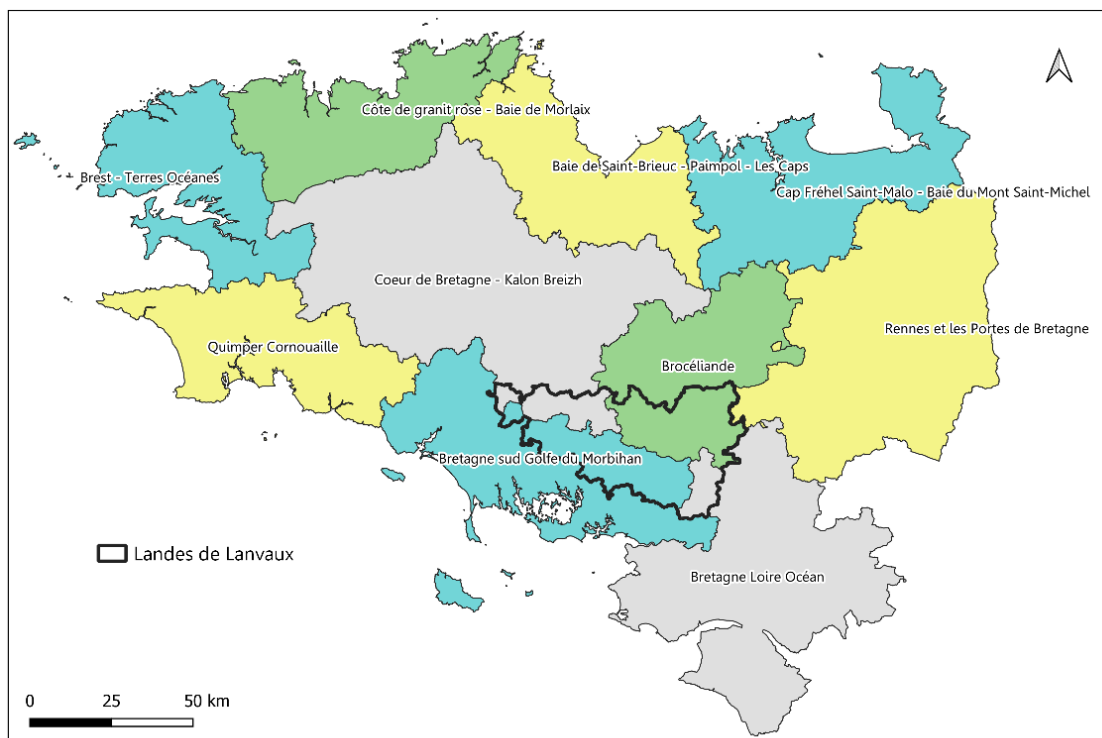 Côte de granit rose - Baie de Morlaix
Baie de Saint-Brieuc - Paimpol - Les Caps
Brest - Terres Océanes
Cap Fréhel Saint-Malo - Baie du Mont Saint-Michel
Coeur de Bretagne - Kalon Breizh
Rennes et les Portes de Bretagne
Quimper Cornouaille
Brocéliande
Bretagne sud Golfe du Morbihan
Landes de Lanvaux
Bretagne Loire Océan
0 25 50 km